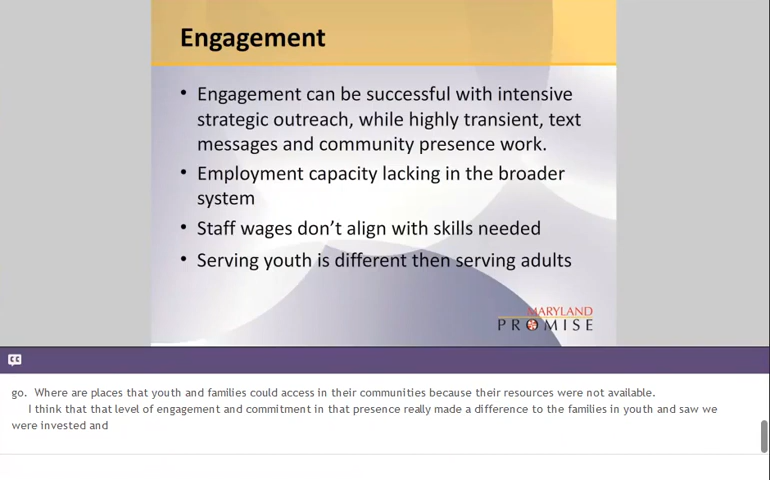 Engagement
• Engagement can be successful with intensive
strategic outreach, while highly transient, text
messages and community presence work.
• Employment capacity lacking in the broader
system
• Staff wages don’t align with skills needed
• Serving youth is different then serving adults
MARYLAND
PROMISE
CC
go. Where are places that youth and families could access in their communities because their resources were not available.
I think that that level of engagement and commitment in that presence really made a difference to the families in youth and saw we
were invested and